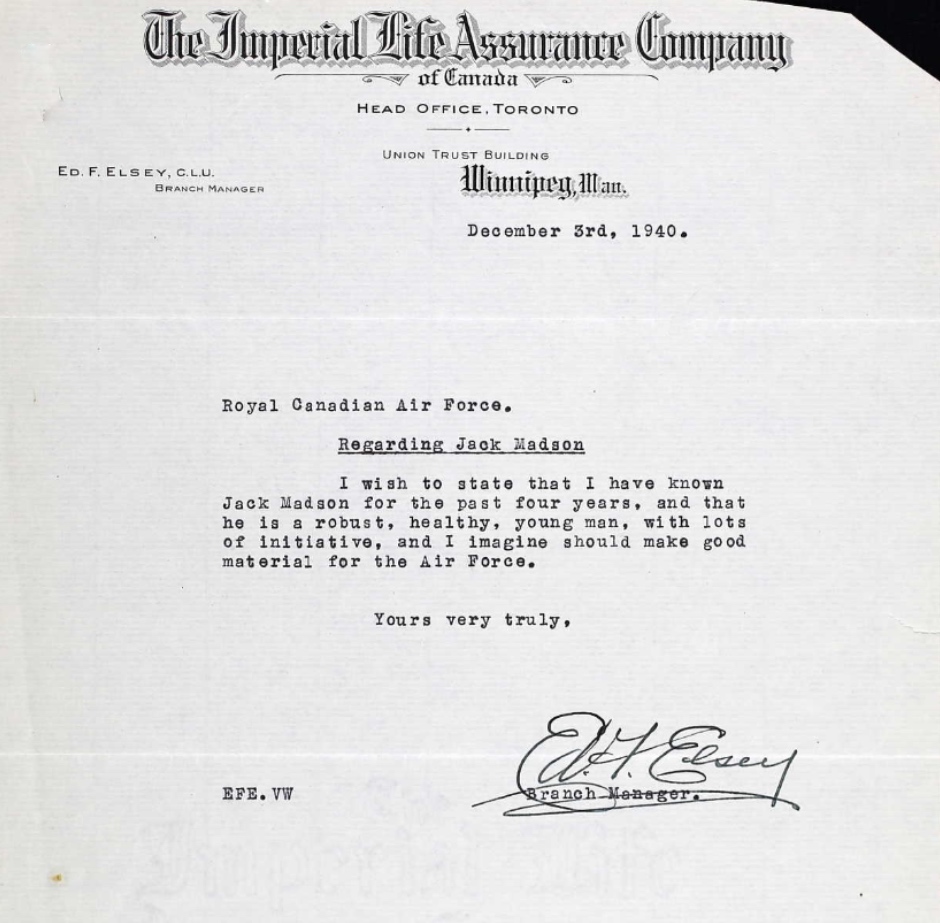 The Imperial Life Assurance Company
of Canada
HEAD OFFICE, TORONTO
UNION TRUST BUILDING
ED. F. ELSEY, C.L.U.
BRANCH MANAGER
Winnipeg, Man.
December 3rd, 1940.
Royal Canadian Air Force.
Regarding Jack Madson
I wish to state that I have known
Jack Madson for the past four years, and that
he is a robust, healthy, young man, with lots
of initiative, and I imagine should make good
material for the Air Force.
Yours very truly,
Ed. F. Elsey
EFE.VW
Branch Manager.